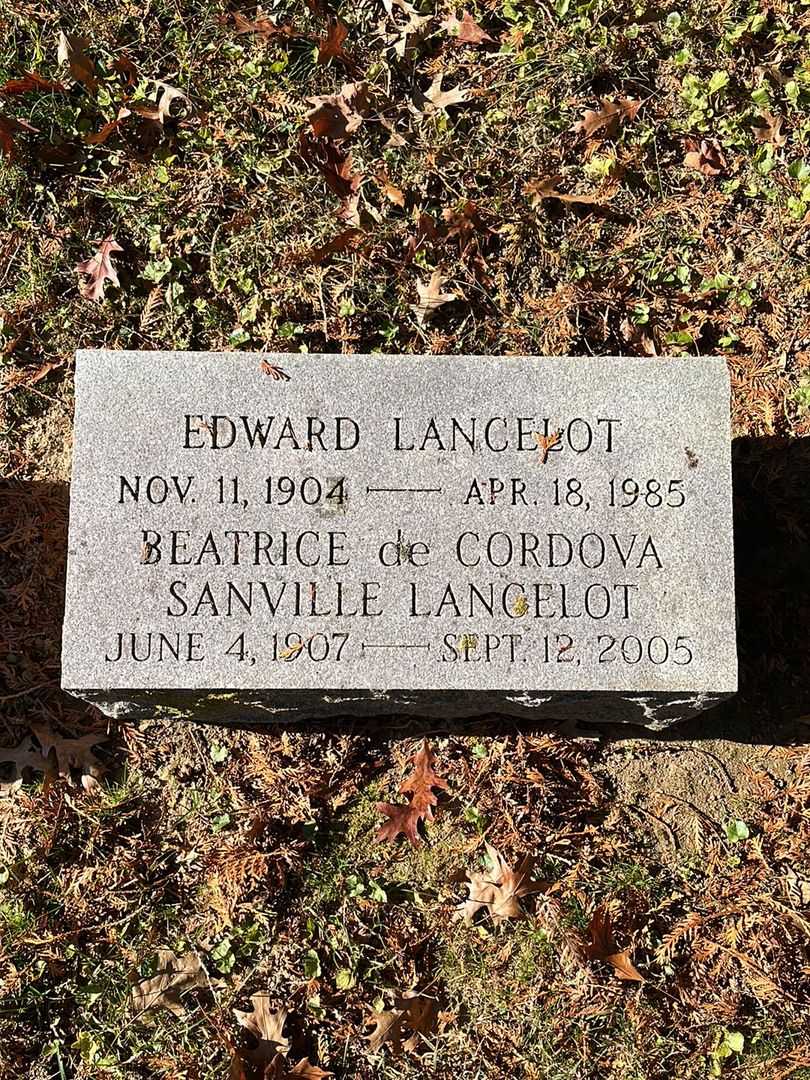 EDWARD LANCELOT
NOV. 11, 1904 — APR. 18, 1985
BEATRICE de CORDOVA
SANVILLE LANCELOT
JUNE 4, 1907 — SEPT. 12, 2005